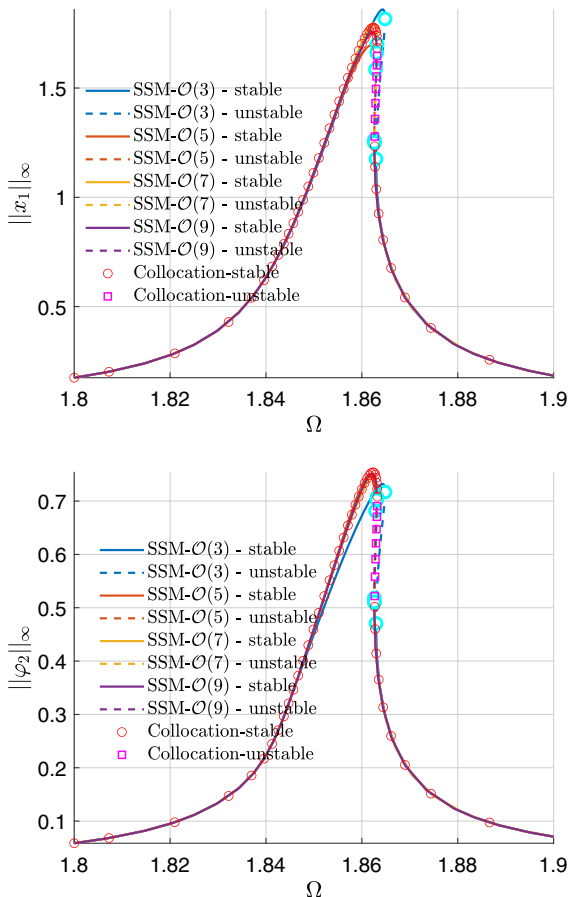 1.5
1
0.5
||x₁||∞
SSM-𝒪(3) - stable
SSM-𝒪(3) - unstable
SSM-𝒪(5) - stable
SSM-𝒪(5) - unstable
SSM-𝒪(7) - stable
SSM-𝒪(7) - unstable
SSM-𝒪(9) - stable
SSM-𝒪(9) - unstable
Collocation-stable
Collocation-unstable
1.8 1.82 1.84 1.86 1.88 1.9
Ω
0.7
0.6
0.5
0.4
0.3
0.2
0.1
||φ₂||∞
SSM-𝒪(3) - stable
SSM-𝒪(3) - unstable
SSM-𝒪(5) - stable
SSM-𝒪(5) - unstable
SSM-𝒪(7) - stable
SSM-𝒪(7) - unstable
SSM-𝒪(9) - stable
SSM-𝒪(9) - unstable
Collocation-stable
Collocation-unstable
1.8 1.82 1.84 1.86 1.88 1.9
Ω